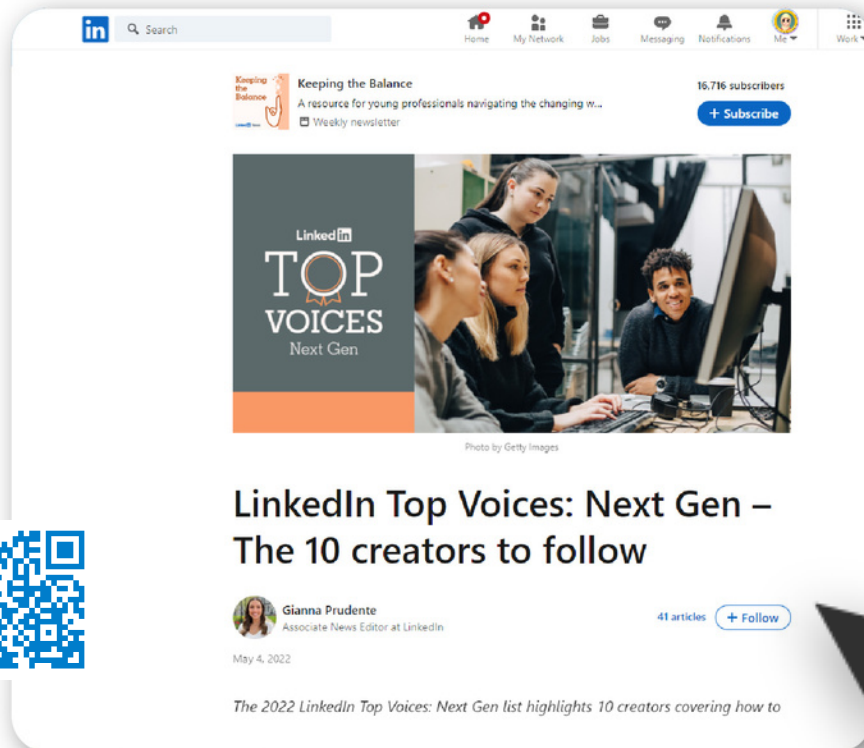 in Search
Home My Network Jobs Messaging Notifications Me Work
Keeping the Balance
Keeping the Balance
A resource for young professionals navigating the changing w...
Weekly newsletter
16,716 subscribers
+ Subscribe
Linked in
TOP
VOICES
Next Gen
Photo by Getty Images
LinkedIn Top Voices: Next Gen –
The 10 creators to follow
Gianna Prudente
Associate News Editor at LinkedIn
41 articles + Follow
May 4, 2022
The 2022 LinkedIn Top Voices: Next Gen list highlights 10 creators covering how to